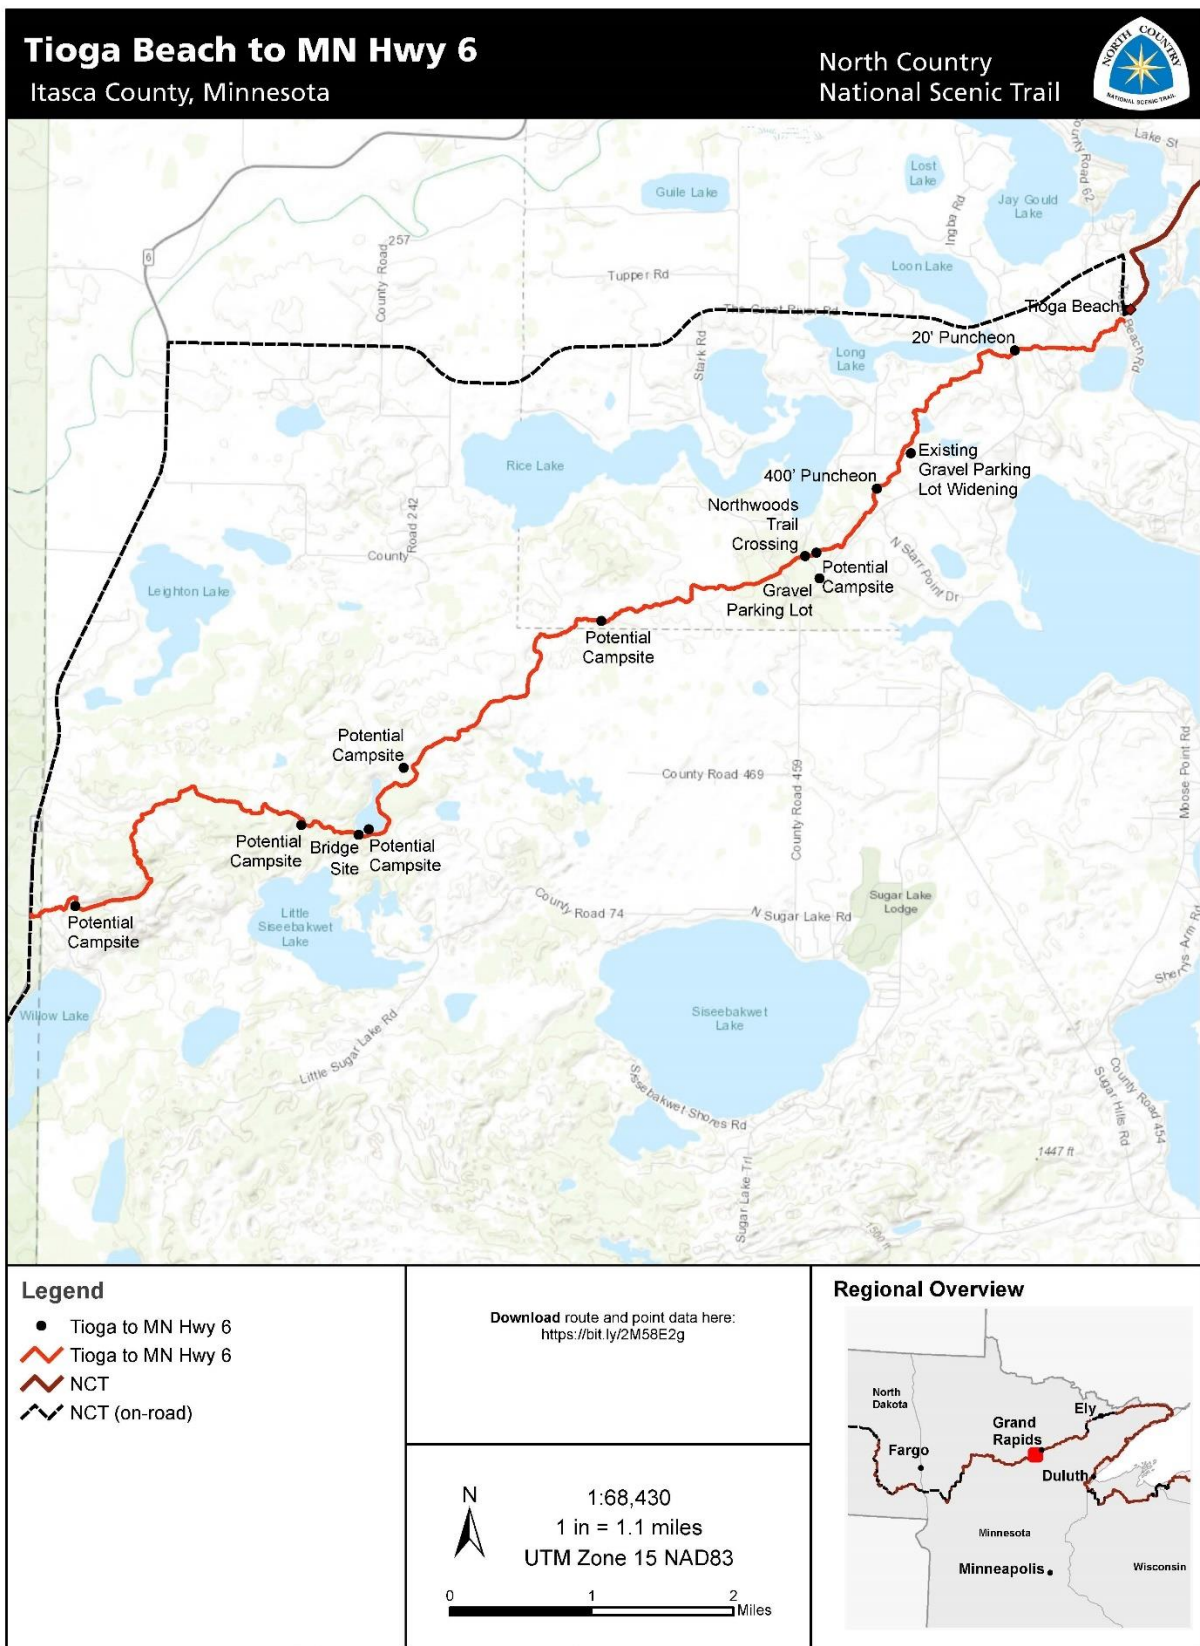 Tioga Beach to MN Hwy 6
Itasca County, Minnesota
North Country
National Scenic Trail
NORTH COUNTRY
NATIONAL SCENIC TRAIL
Lake St
County Road 62
Lost
Lake
Guile Lake
Jay Gould
Lake
Ingba Rd
257
County Road
6
Loon Lake
Tupper Rd
The Great River Rd
Tioga Beach
Beach Rd
20' Puncheon
Stark Rd
Long
Lake
Existing
Gravel Parking
Lot Widening
Rice Lake
400' Puncheon
Northwoods
Trail
Crossing
County
Road 242
N Starr Point Dr
Potential
Campsite
Gravel
Parking Lot
Leighton Lake
Potential
Campsite
Potential
Campsite
County Road 469
County Road 459
Moose Point Rd
Potential
Campsite
Bridge
Site
Potential
Campsite
Potential
Campsite
Little
Siseebakwet
Lake
County Road 74
N Sugar Lake Rd
Sugar Lake
Lodge
Sherrys Arm Rd
Willow Lake
Siseebakwet
Lake
Little Sugar Lake Rd
Sissebakwet Shores Rd
Sugar Lake Trl
Sugar Hills Rd
County Road 454
1447 ft
1500 ft
Legend
Tioga to MN Hwy 6
Tioga to MN Hwy 6
NCT
NCT (on-road)
Download route and point data here:
https://bit.ly/2M58E2g
N
1:68,430
1 in = 1.1 miles
UTM Zone 15 NAD83
0 1 2
Miles
Regional Overview
North
Dakota
Ely
Grand
Rapids
Fargo
Duluth
Minnesota
Minneapolis
Wisconsin